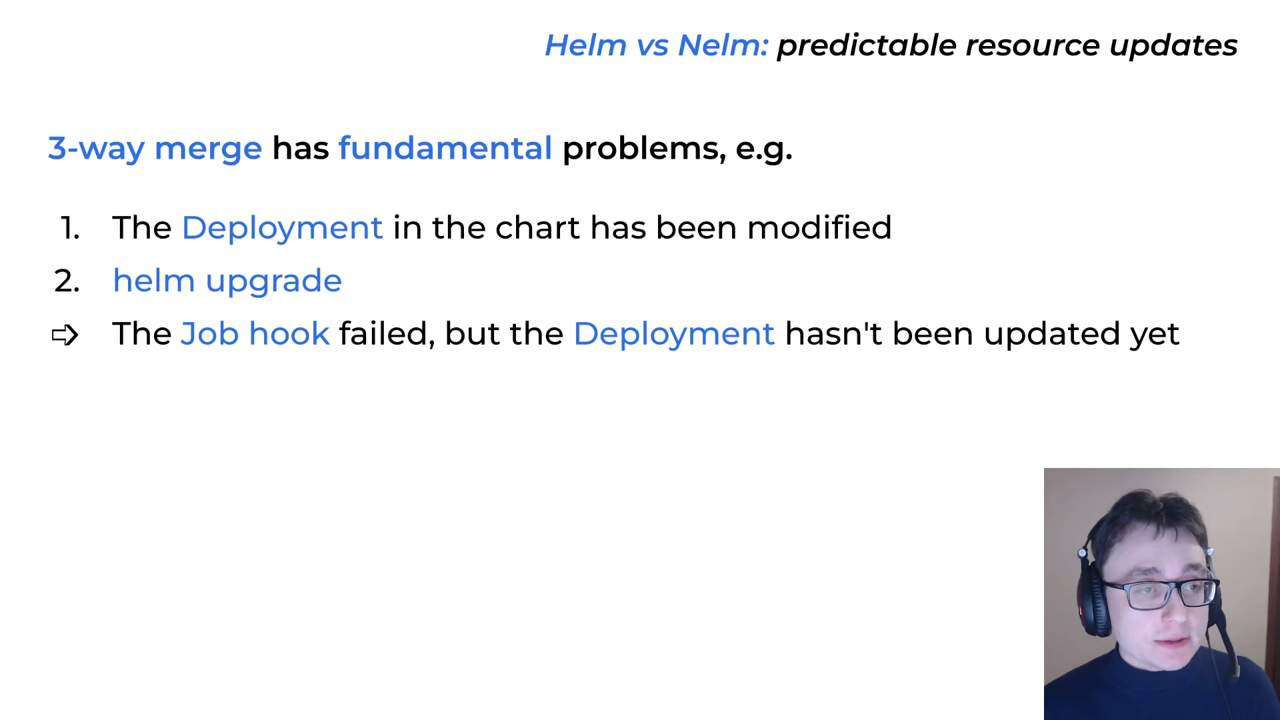 Helm vs Nelm: predictable resource updates
3-way merge has fundamental problems, e.g.
1. The Deployment in the chart has been modified
2. helm upgrade
⇨ The Job hook failed, but the Deployment hasn't been updated yet